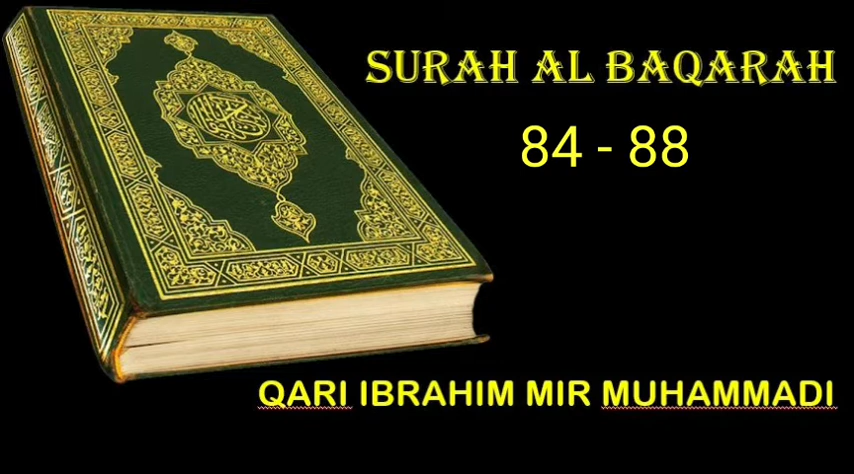 SURAH AL BAQARAH
84 - 88
QARI IBRAHIM MIR MUHAMMADI